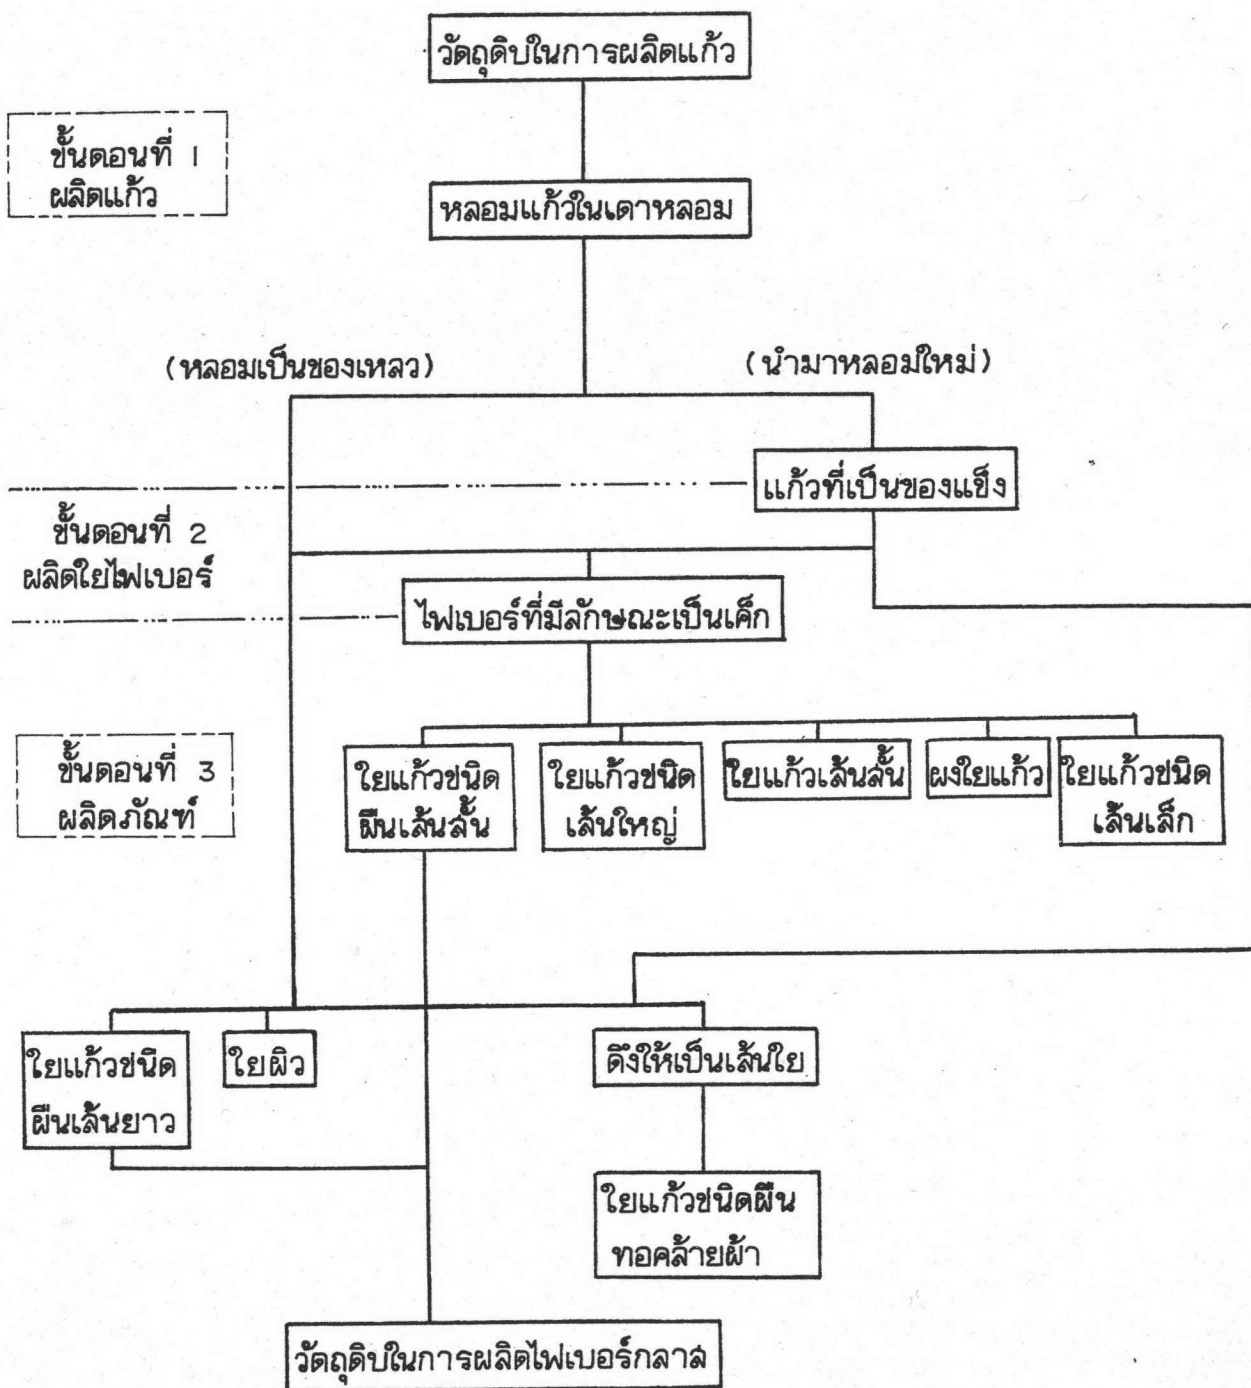 วัตถุดิบในการผลิตแก้ว
ขั้นตอนที่ 1
ผลิตแก้ว
หลอมแก้วในเตาหลอม
(หลอมเป็นของเหลว)
(นำมาหลอมใหม่)
แก้วที่เป็นของแข็ง
ขั้นตอนที่ 2
ผลิตใยไฟเบอร์
ไฟเบอร์ที่มีลักษณะเป็นเค็ก
ขั้นตอนที่ 3
ผลิตภัณฑ์
ใยแก้วชนิด
ผืนเส้นสั้น
ใยแก้วชนิด
เส้นใหญ่
ใยแก้วเส้นสั้น
ผงใยแก้ว
ใยแก้วชนิด
เส้นเล็ก
ใยแก้วชนิด
ผืนเส้นยาว
ใยผิว
ดึงให้เป็นเส้นใย
ใยแก้วชนิดผืน
ทอคล้ายผ้า
วัตถุดิบในการผลิตไฟเบอร์กลาส